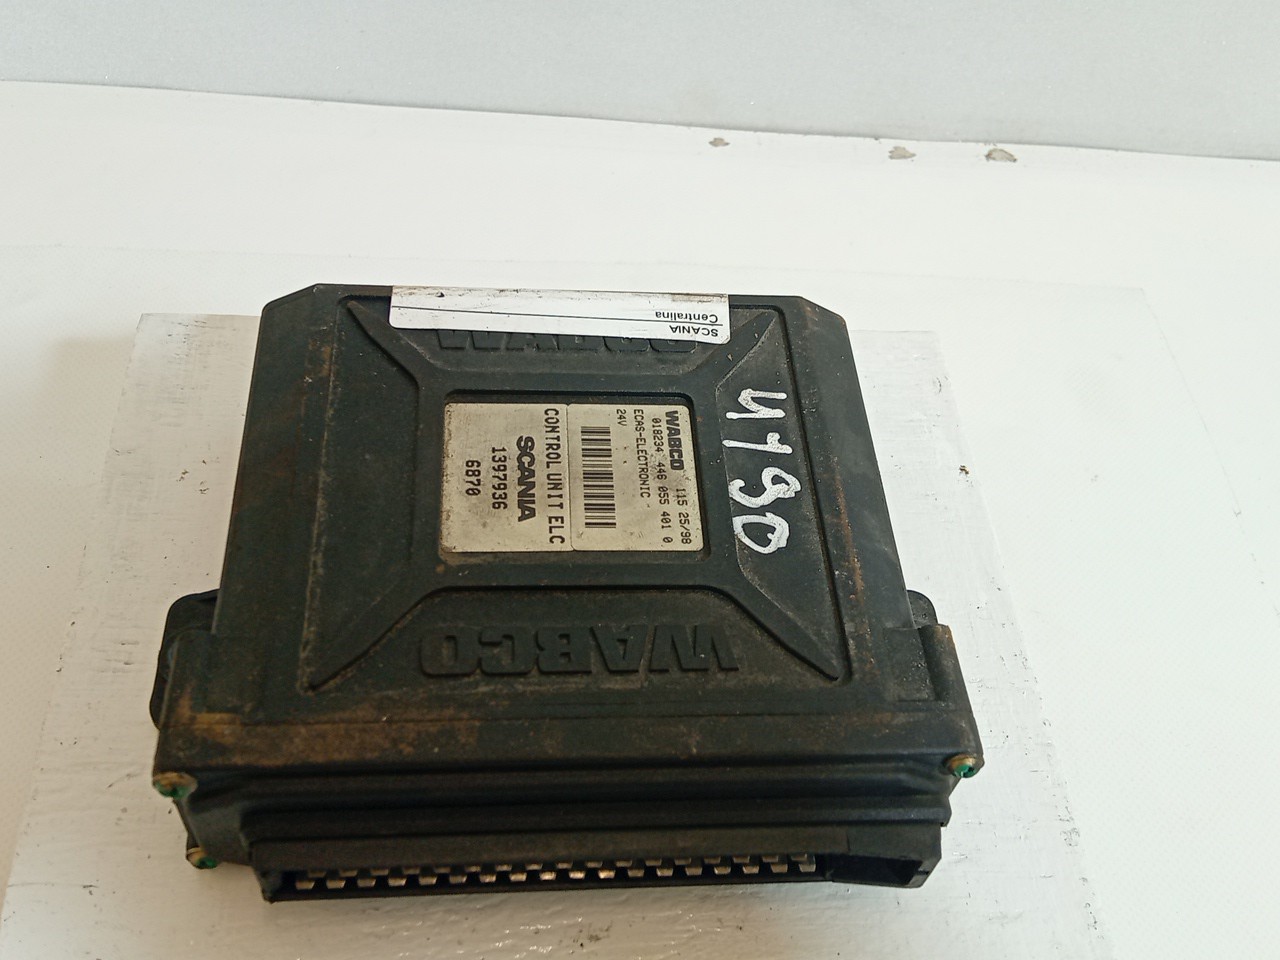 SCANIA
Centralina
WABCO
WABCO 115 25/98
018234 446 055 401 0
ECAS-ELECTRONIC
24V
CONTROL UNIT ELC
SCANIA
1397936
6870
4190
WABCO